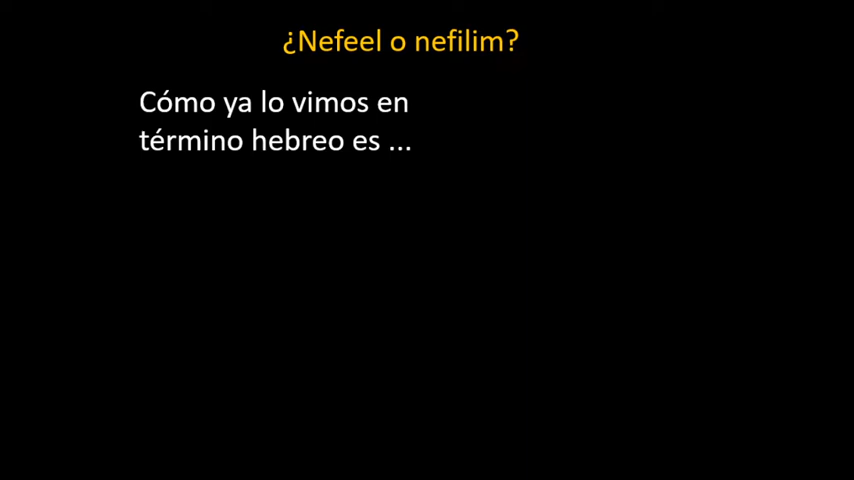 ¿Nefeel o nefilim?
Cómo ya lo vimos en
término hebreo es ...